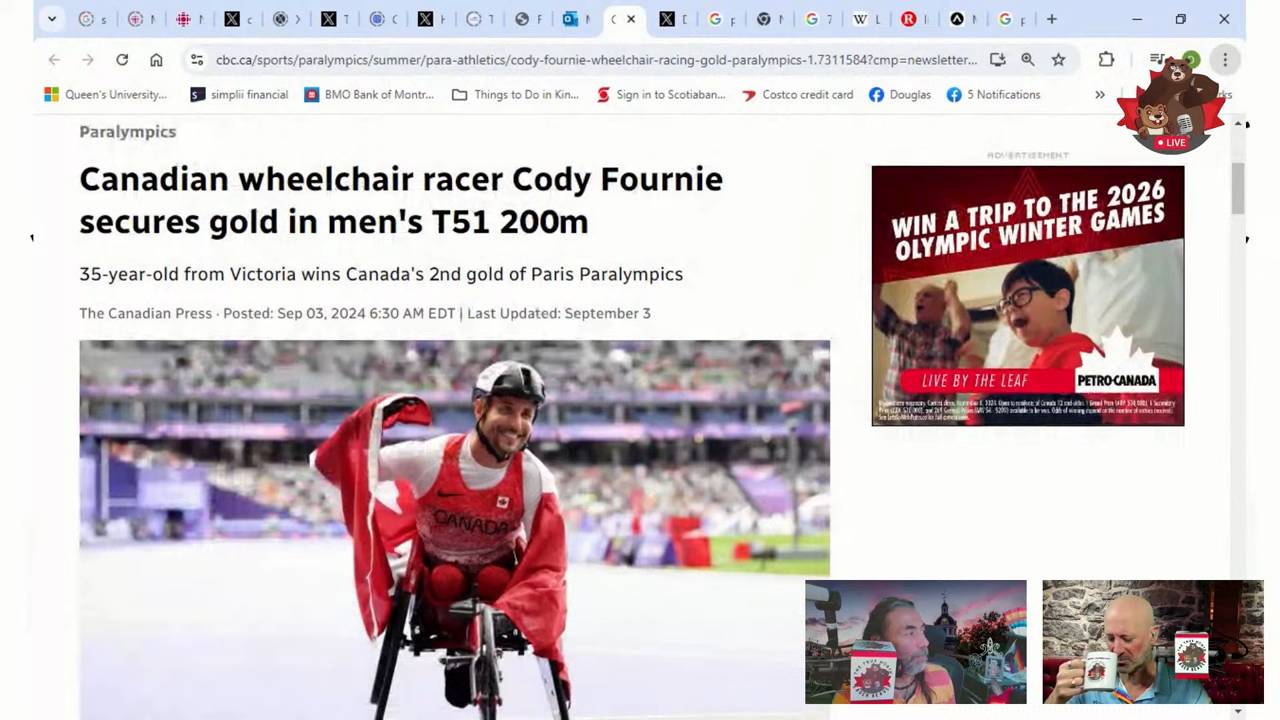 cbc.ca/sports/paralympics/summer/para-athletics/cody-fournie-wheelchair-racing-gold-paralympics-1.7311584?cmp=newsletter...
Queen's University...
simplii financial
BMO Bank of Montr...
Things to Do in Kin...
Sign in to Scotiaban...
Costco credit card
Douglas
5 Notifications
LIVE
Paralympics
Canadian wheelchair racer Cody Fournie
secures gold in men's T51 200m
35-year-old from Victoria wins Canada's 2nd gold of Paris Paralympics
The Canadian Press · Posted: Sep 03, 2024 6:30 AM EDT | Last Updated: September 3
ADVERTISEMENT
WIN A TRIP TO THE 2026
OLYMPIC WINTER GAMES
LIVE BY THE LEAF
PETRO-CANADA
CANADA